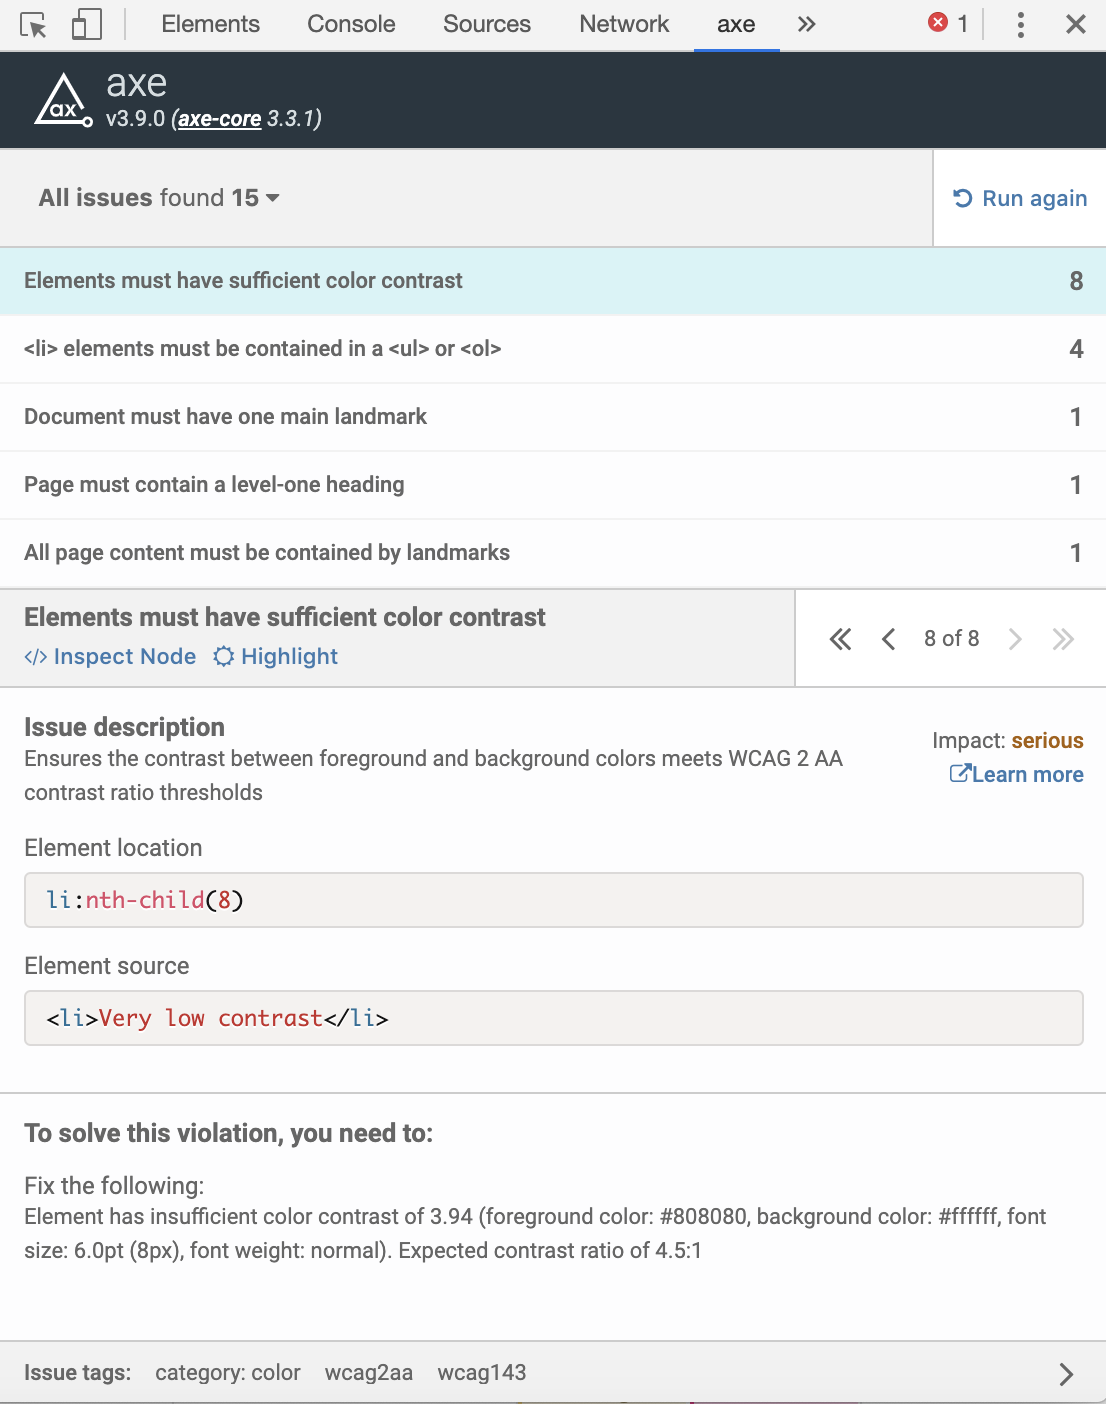 Elements Console Sources Network axe 1
ax
axe
v3.9.0 (axe-core 3.3.1)
All issues found 15
Run again
Elements must have sufficient color contrast 8
<li> elements must be contained in a <ul> or <ol> 4
Document must have one main landmark 1
Page must contain a level-one heading 1
All page content must be contained by landmarks 1
Elements must have sufficient color contrast
</> Inspect Node Highlight
8 of 8
Issue description
Ensures the contrast between foreground and background colors meets WCAG 2 AA
contrast ratio thresholds
Impact: serious
Learn more
Element location
li:nth-child(8)
Element source
<li>Very low contrast</li>
To solve this violation, you need to:
Fix the following:
Element has insufficient color contrast of 3.94 (foreground color: #808080, background color: #ffffff, font
size: 6.0pt (8px), font weight: normal). Expected contrast ratio of 4.5:1
Issue tags: category: color wcag2aa wcag143